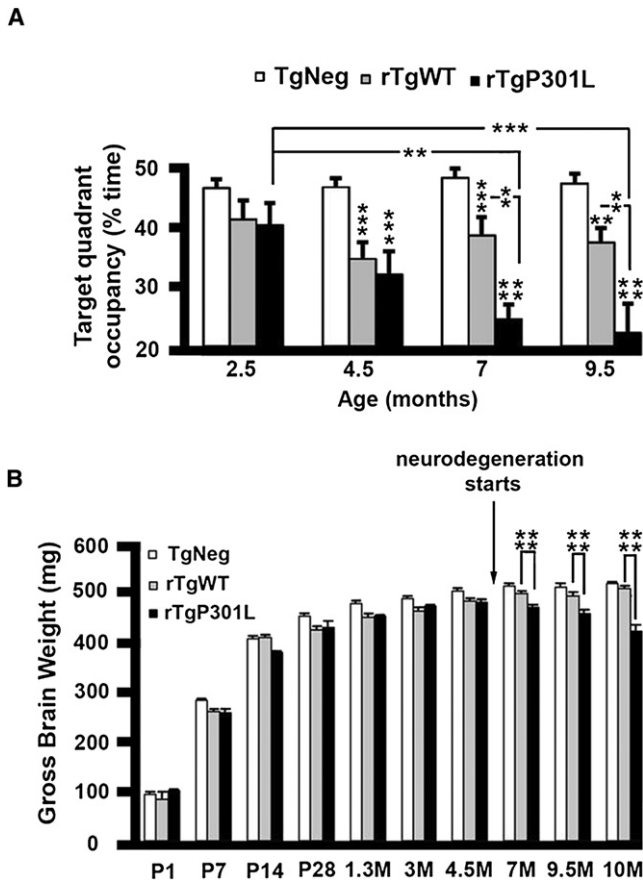 A
TgNeg rTgWT rTgP301L
***
**
50
40
30
20
Target quadrant
occupancy (% time)
***
***
***
**
****
**
**
****
2.5 4.5 7 9.5
Age (months)
B
neurodegeneration
starts
TgNeg
rTgWT
rTgP301L
****
****
****
600
500
400
300
200
100
0
Gross Brain Weight (mg)
P1 P7 P14 P28 1.3M 3M 4.5M 7M 9.5M 10M